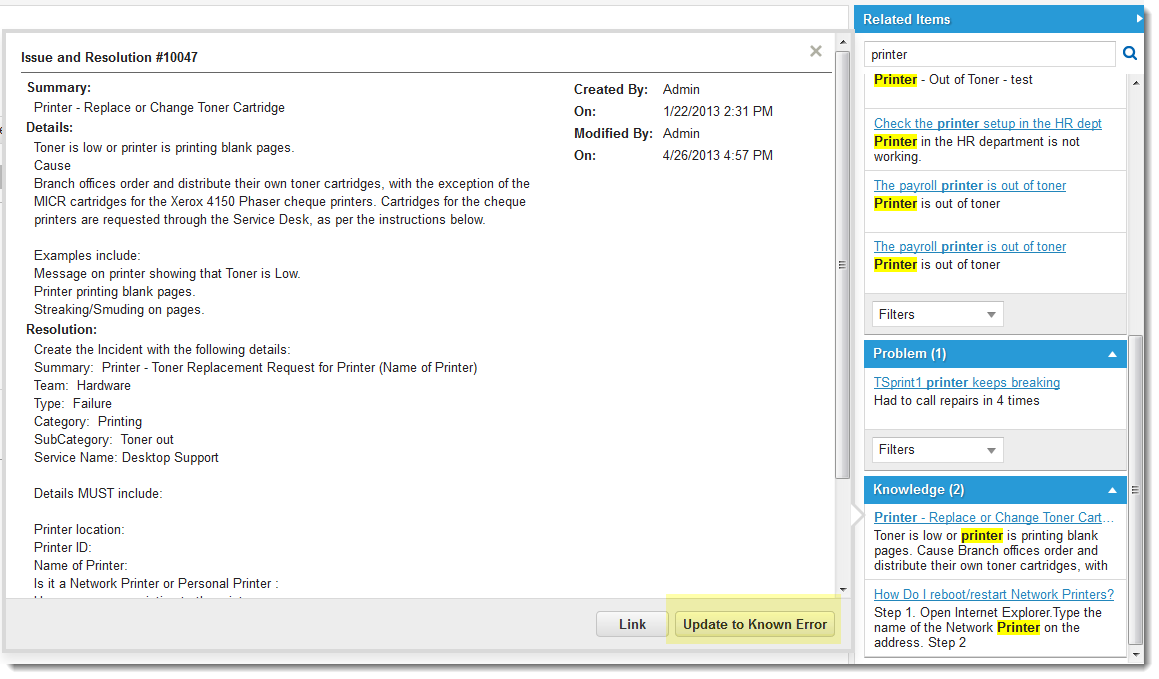 Related Items
Issue and Resolution #10047
Summary:
Printer - Replace or Change Toner Cartridge
Details:
Toner is low or printer is printing blank pages.
Cause
Branch offices order and distribute their own toner cartridges, with the exception of the
MICR cartridges for the Xerox 4150 Phaser cheque printers. Cartridges for the cheque
printers are requested through the Service Desk, as per the instructions below.
Examples include:
Message on printer showing that Toner is Low.
Printer printing blank pages.
Streaking/Smuding on pages.
Resolution:
Create the Incident with the following details:
Summary:  Printer - Toner Replacement Request for Printer (Name of Printer)
Team:  Hardware
Type:  Failure
Category:  Printing
SubCategory:  Toner out
Service Name: Desktop Support
Details MUST include:
Printer location:
Printer ID:
Name of Printer:
Is it a Network Printer or Personal Printer :
Created By: Admin
On: 1/22/2013 2:31 PM
Modified By: Admin
On: 4/26/2013 4:57 PM
Link
Update to Known Error
printer
Printer - Out of Toner - test
Check the printer setup in the HR dept
Printer in the HR department is not
working.
The payroll printer is out of toner
Printer is out of toner
The payroll printer is out of toner
Printer is out of toner
Filters
Problem (1)
TSprint1 printer keeps breaking
Had to call repairs in 4 times
Filters
Knowledge (2)
Printer - Replace or Change Toner Cart...
Toner is low or printer is printing blank
pages. Cause Branch offices order and
distribute their own toner cartridges, with
How Do I reboot/restart Network Printers?
Step 1. Open Internet Explorer.Type the
name of the Network Printer on the
address. Step 2